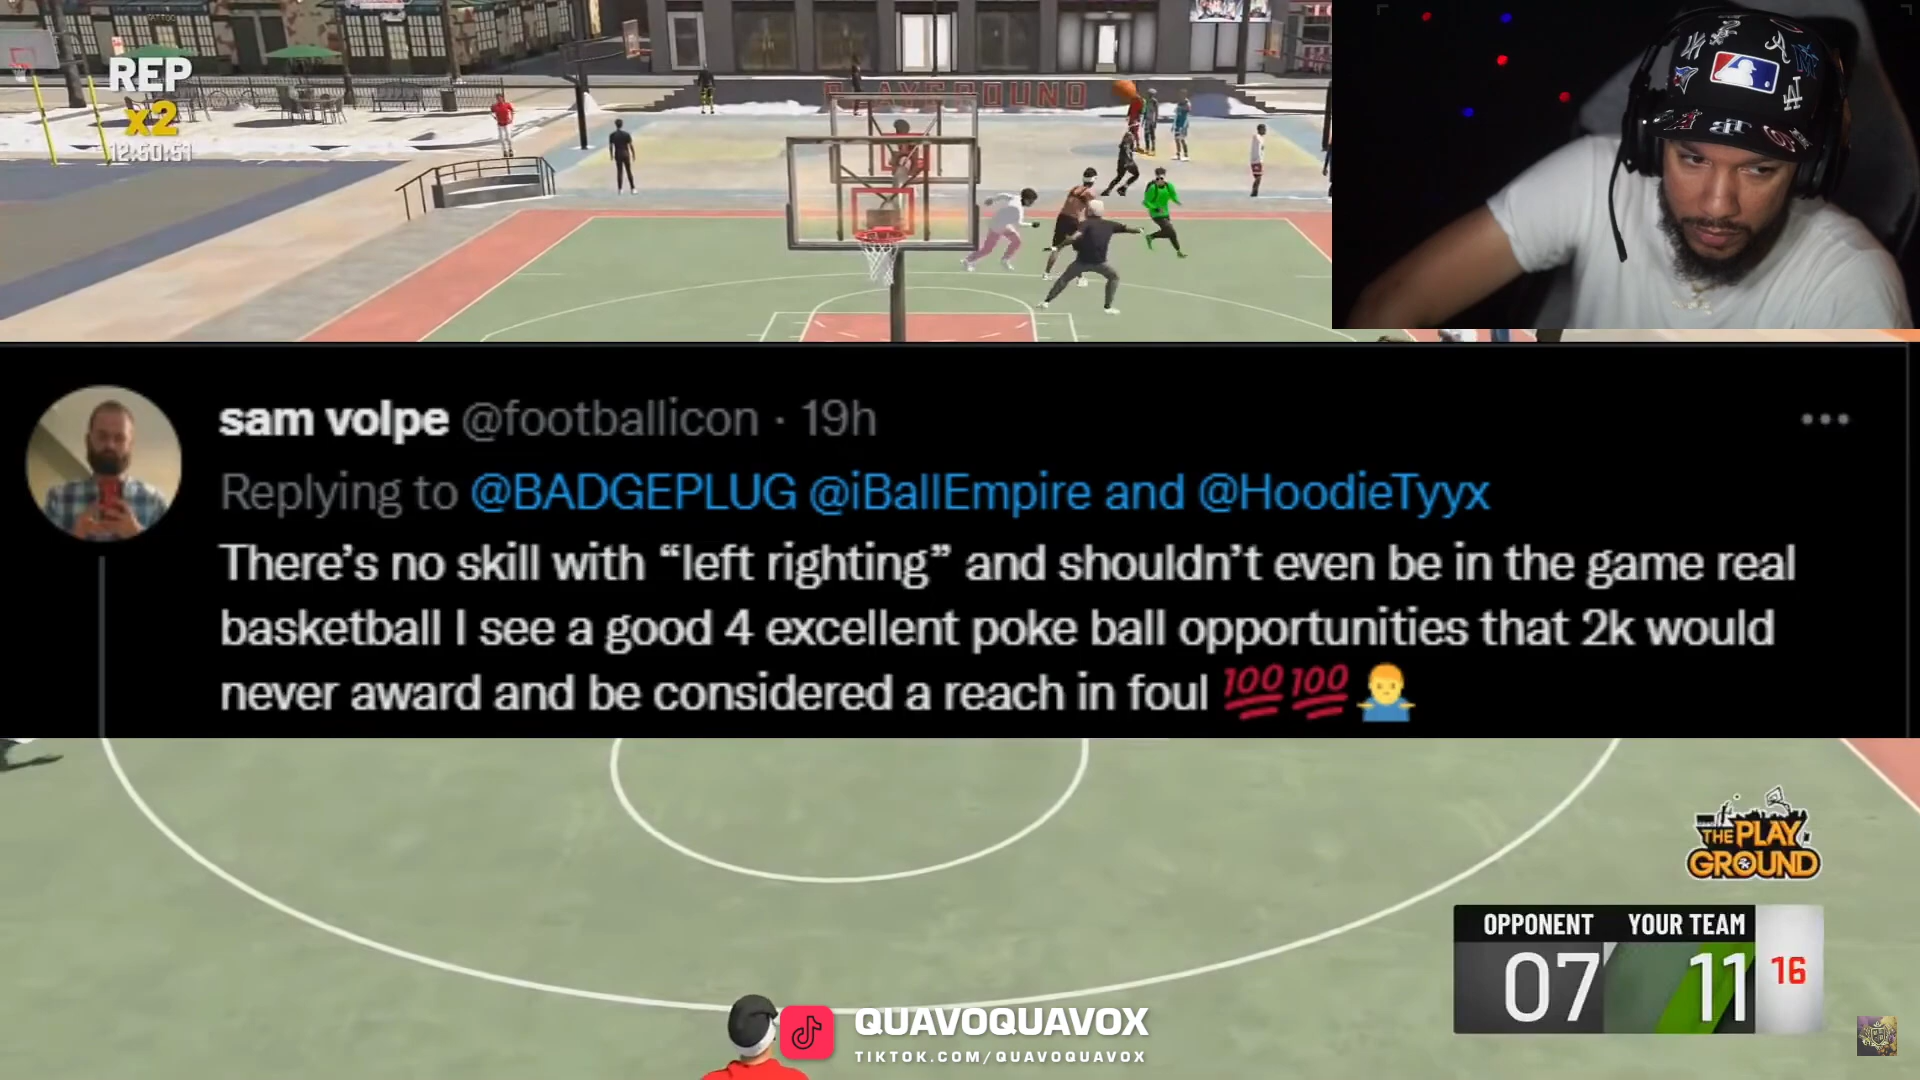 REP
x2
12:50:51
PLAYGROUND
sam volpe @footballicon · 19h
Replying to @BADGEPLUG @iBallEmpire and @HoodieTyyx
There’s no skill with “left righting” and shouldn’t even be in the game real
basketball I see a good 4 excellent poke ball opportunities that 2k would
never award and be considered a reach in foul 💯💯🤷‍♂️
THE PLAY
GROUND
OPPONENT YOUR TEAM
07 11 16
QUAVOQUAVOX
TIKTOK.COM/QUAVOQUAVOX